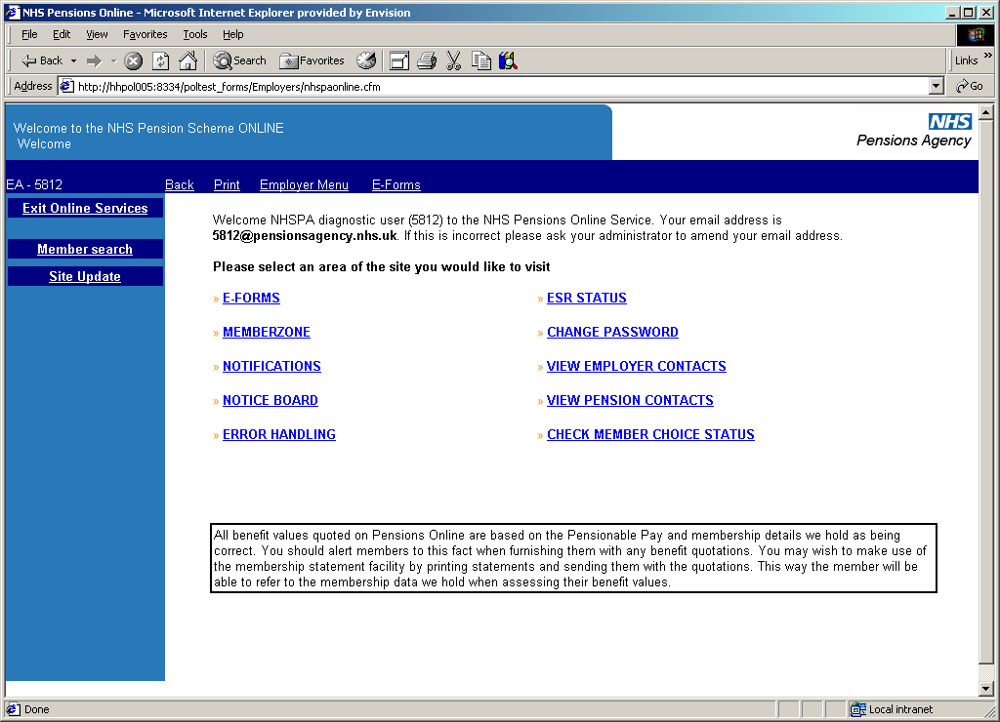 NHS Pensions Online - Microsoft Internet Explorer provided by Envision
File Edit View Favorites Tools Help
Back Search Favorites Links »
Address http://hhpol005:8334/poltest_forms/Employers/nhspaonline.cfm Go
Welcome to the NHS Pension Scheme ONLINE
Welcome
NHS
Pensions Agency
EA - 5812 Back Print Employer Menu E-Forms
Exit Online Services
Member search
Site Update
Welcome NHSPA diagnostic user (5812) to the NHS Pensions Online Service. Your email address is
5812@pensionsagency.nhs.uk. If this is incorrect please ask your administrator to amend your email address.
Please select an area of the site you would like to visit
» E-FORMS » ESR STATUS
» MEMBERZONE » CHANGE PASSWORD
» NOTIFICATIONS » VIEW EMPLOYER CONTACTS
» NOTICE BOARD » VIEW PENSION CONTACTS
» ERROR HANDLING » CHECK MEMBER CHOICE STATUS
All benefit values quoted on Pensions Online are based on the Pensionable Pay and membership details we hold as being
correct. You should alert members to this fact when furnishing them with any benefit quotations. You may wish to make use of
the membership statement facility by printing statements and sending them with the quotations. This way the member will be
able to refer to the membership data we hold when assessing their benefit values.
Done Local intranet